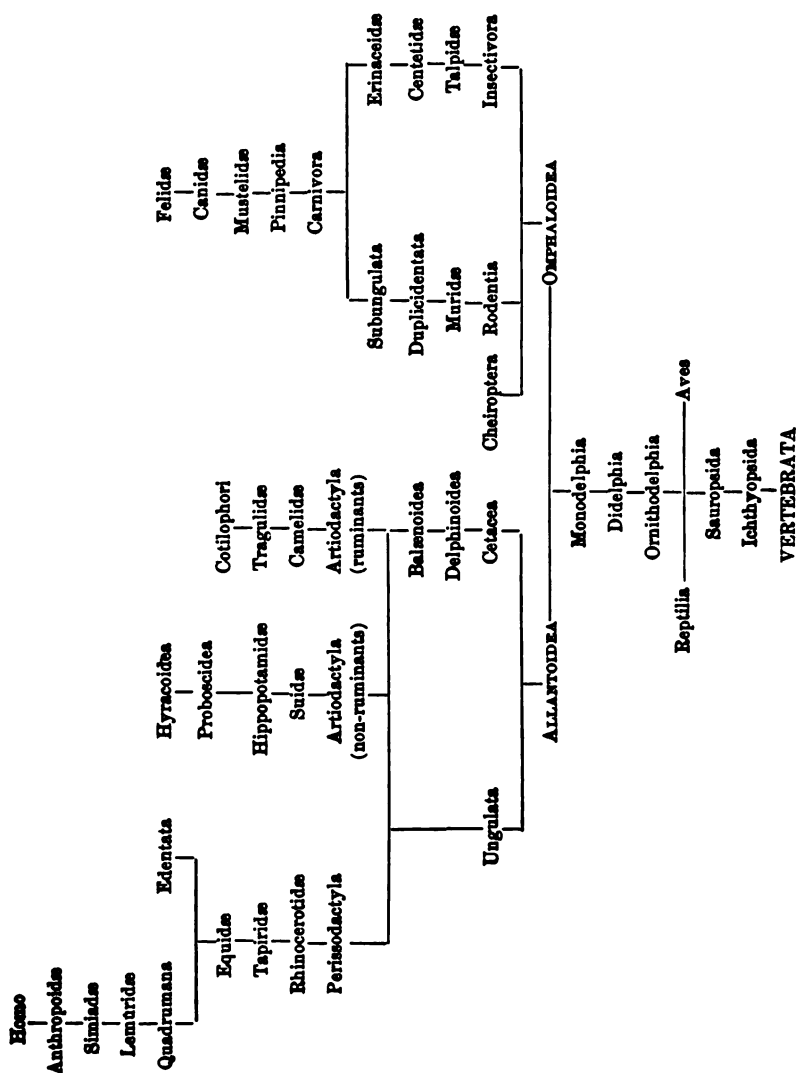 Homo
Anthropoidæ
Simiadæ
Lemuridæ
Quadrumana
Edentata
Equidæ
Tapiridæ
Rhinocerotidæ
Perissodactyla
Hyracoidea
Proboscidea
Hippopotamidæ
Suidæ
Artiodactyla
(non-ruminants)
Cotilophori
Tragulidæ
Camelidæ
Artiodactyla
(ruminants)
Balænoidea
Delphinoidea
Cetacea
Ungulata
Felidæ
Canidæ
Mustelidæ
Pinnipedia
Carnivora
Subungulata
Duplicidentata
Muridæ
Rodentia
Cheiroptera
Erinaceidæ
Centetidæ
Talpidæ
Insectivora
ALLANTOIDEA
OMPHALOIDEA
Monodelphia
Didelphia
Ornithodelphia
Reptilia
Aves
Sauropsida
Ichthyopsida
VERTEBRATA